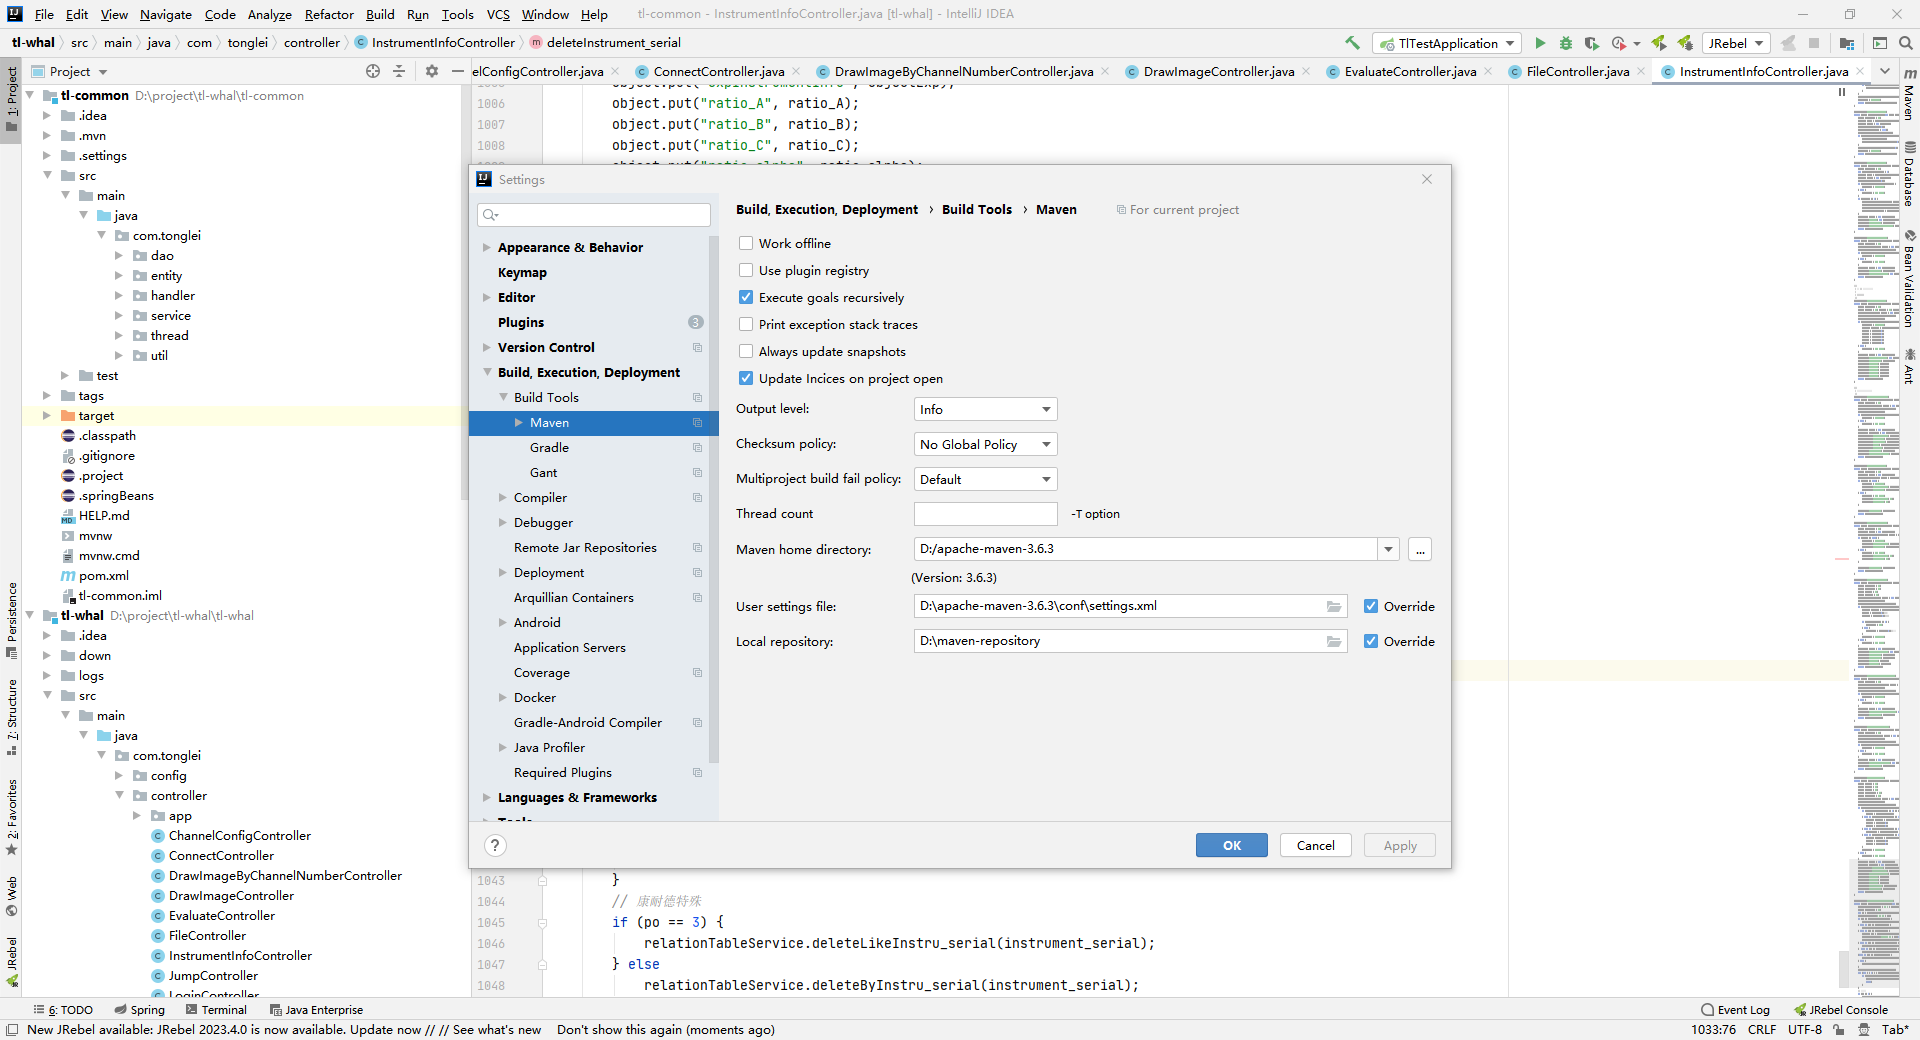 File Edit View Navigate Code Analyze Refactor Build Run Tools VCS Window Help tl-common - InstrumentInfoController.java [tl-whal] - IntelliJ IDEA
tl-whal src main java com tonglei controller InstrumentInfoController deleteInstrument_serial TlTestApplication JRebel
Project elConfigController.java ConnectController.java DrawImageByChannelNumberController.java DrawImageController.java EvaluateController.java FileController.java InstrumentInfoController.java
1: Project
7: Structure
Persistence
2: Favorites
Web
JRebel
tl-common D:\project\tl-whal\tl-common
.idea
.mvn
.settings
src
main
java
com.tonglei
dao
entity
handler
service
thread
util
test
tags
target
.classpath
.gitignore
.project
.springBeans
HELP.md
mvnw
mvnw.cmd
pom.xml
tl-common.iml
tl-whal D:\project\tl-whal\tl-whal
.idea
down
logs
src
main
java
com.tonglei
config
controller
app
ChannelConfigController
ConnectController
DrawImageByChannelNumberController
DrawImageController
EvaluateController
FileController
InstrumentInfoController
JumpController
LoginController
1006 object.put("ratio_A", ratio_A);
1007 object.put("ratio_B", ratio_B);
1008 object.put("ratio_C", ratio_C);
Settings
Appearance & Behavior
Keymap
Editor
Plugins 3
Version Control
Build, Execution, Deployment
Build Tools
Maven
Gradle
Gant
Compiler
Debugger
Remote Jar Repositories
Deployment
Arquillian Containers
Android
Application Servers
Coverage
Docker
Gradle-Android Compiler
Java Profiler
Required Plugins
Languages & Frameworks
Tools
Build, Execution, Deployment › Build Tools › Maven For current project
Work offline
Use plugin registry
Execute goals recursively
Print exception stack traces
Always update snapshots
Update Incices on project open
Output level: Info
Checksum policy: No Global Policy
Multiproject build fail policy: Default
Thread count -T option
Maven home directory: D:/apache-maven-3.6.3 ...
(Version: 3.6.3)
User settings file: D:\apache-maven-3.6.3\conf\settings.xml Override
Local repository: D:\maven-repository Override
? OK Cancel Apply
1043 }
1044 // 康耐德特殊
1045 if (po == 3) {
1046 relationTableService.deleteLikeInstru_serial(instrument_serial);
1047 } else
1048 relationTableService.deleteByInstru_serial(instrument_serial);
Maven
Database
Bean Validation
Ant
6: TODO Spring Terminal Java Enterprise Event Log JRebel Console
New JRebel available: JRebel 2023.4.0 is now available. Update now // // See what's new Don't show this again (moments ago) 1033:76 CRLF UTF-8 Tab*